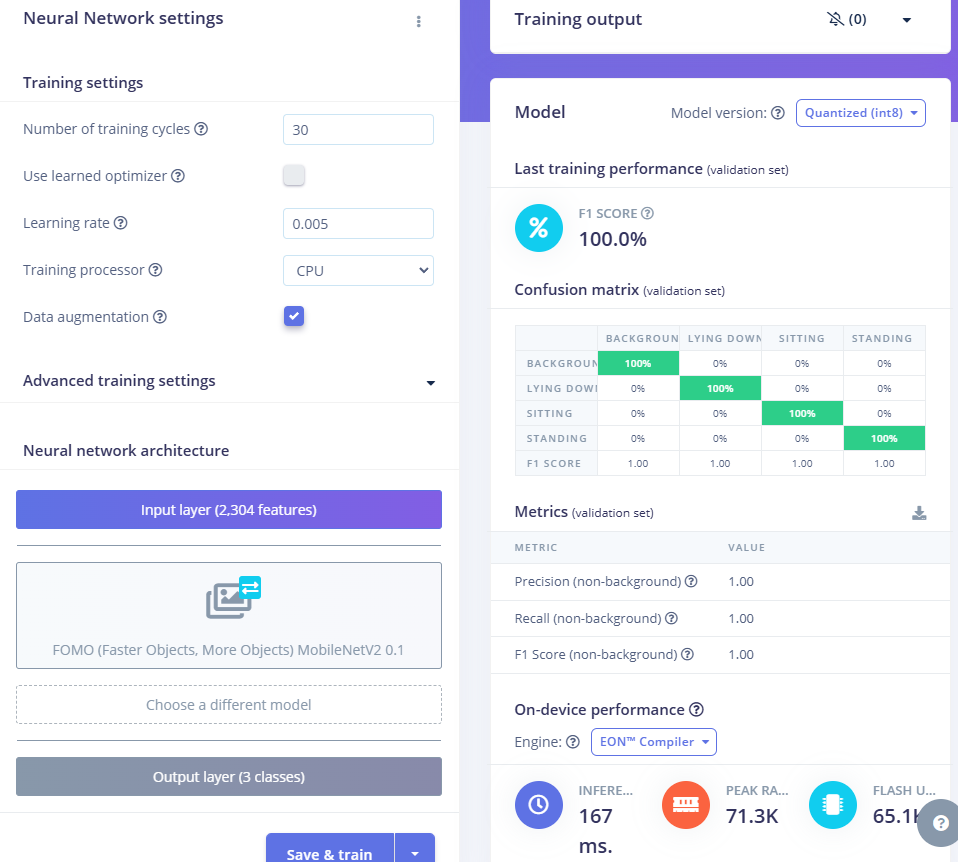 Neural Network settings
Training settings
Number of training cycles
30
Use learned optimizer
Learning rate
0.005
Training processor
CPU
Data augmentation
Advanced training settings
Neural network architecture
Input layer (2,304 features)
FOMO (Faster Objects, More Objects) MobileNetV2 0.1
Choose a different model
Output layer (3 classes)
Save & train
Training output
(0)
Model
Model version:
Quantized (int8)
Last training performance (validation set)
%
F1 SCORE
100.0%
Confusion matrix (validation set)
BACKGROUN LYING DOWN SITTING STANDING
BACKGROUN 100% 0% 0% 0%
LYING DOWI 0% 100% 0% 0%
SITTING 0% 0% 100% 0%
STANDING 0% 0% 0% 100%
F1 SCORE 1.00 1.00 1.00 1.00
Metrics (validation set)
METRIC VALUE
Precision (non-background) 1.00
Recall (non-background) 1.00
F1 Score (non-background) 1.00
On-device performance
Engine:
EON™ Compiler
INFERE...
167
ms.
PEAK RA...
71.3K
FLASH U...
65.1K